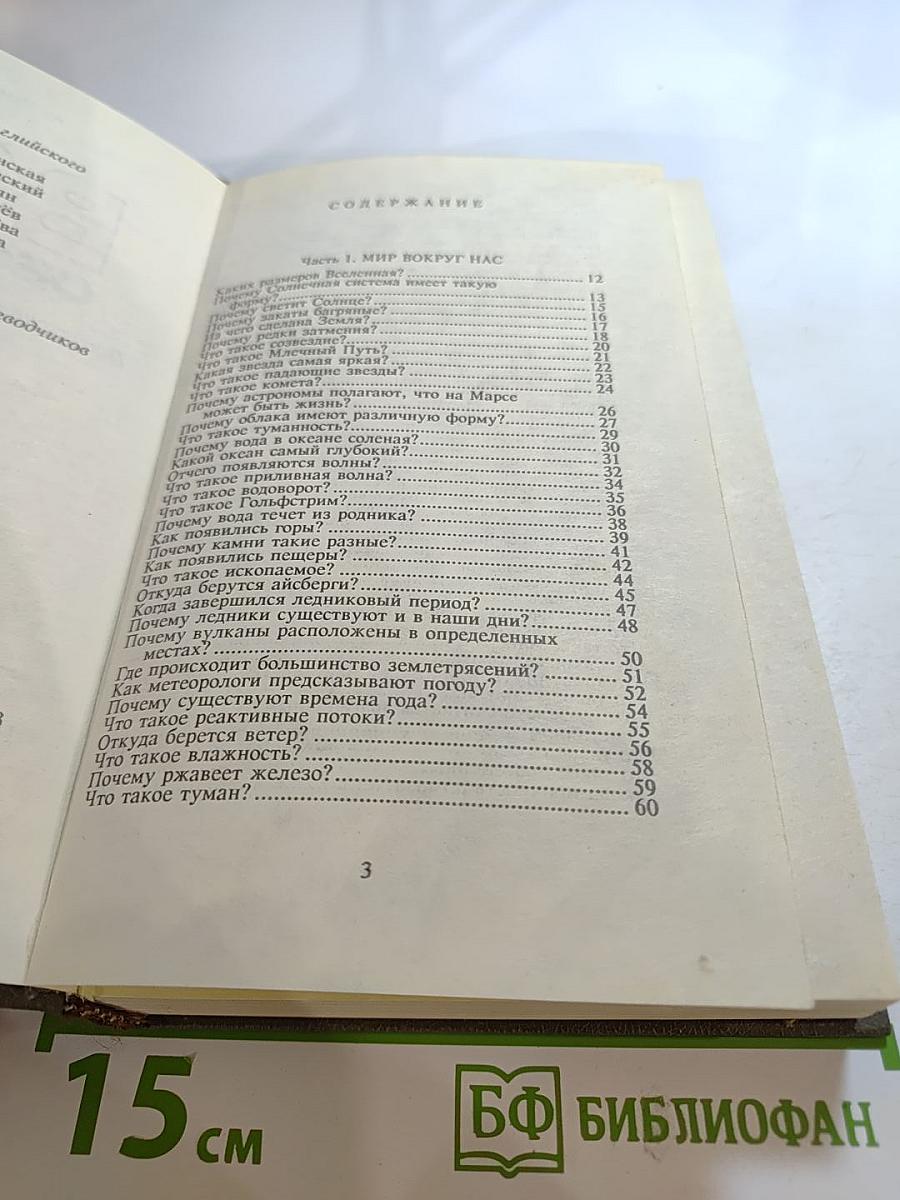 глийского
нская
ский
ян
ёв
ва
а
еводчиков
3
СОДЕРЖАНИЕ
Часть 1. МИР ВОКРУГ НАС
Каких размеров Вселенная? 12
Почему Солнечная система имеет такую
форму? 13
Почему светит Солнце? 15
Почему закаты багряные? 16
Из чего сделана Земля? 17
Почему редки затмения? 18
Что такое созвездие? 20
Что такое Млечный Путь? 21
Какая звезда самая яркая? 22
Что такое падающие звезды? 23
Что такое комета? 24
Почему астрономы полагают, что на Марсе
может быть жизнь? 26
Почему облака имеют различную форму? 27
Что такое туманность? 29
Почему вода в океане соленая? 30
Какой океан самый глубокий? 31
Отчего появляются волны? 32
Что такое приливная волна? 34
Что такое водоворот? 35
Что такое Гольфстрим? 36
Почему вода течет из родника? 38
Как появились горы? 39
Почему камни такие разные? 41
Как появились пещеры? 42
Что такое ископаемое? 44
Откуда берутся айсберги? 45
Когда завершился ледниковый период? 47
Почему ледники существуют и в наши дни? 48
Почему вулканы расположены в определенных
местах? 50
Где происходит большинство землетрясений? 51
Как метеорологи предсказывают погоду? 52
Почему существуют времена года? 54
Что такое реактивные потоки? 55
Откуда берется ветер? 56
Что такое влажность? 58
Почему ржавеет железо? 59
Что такое туман? 60
3
15 см
БФ БИБЛИОФАН